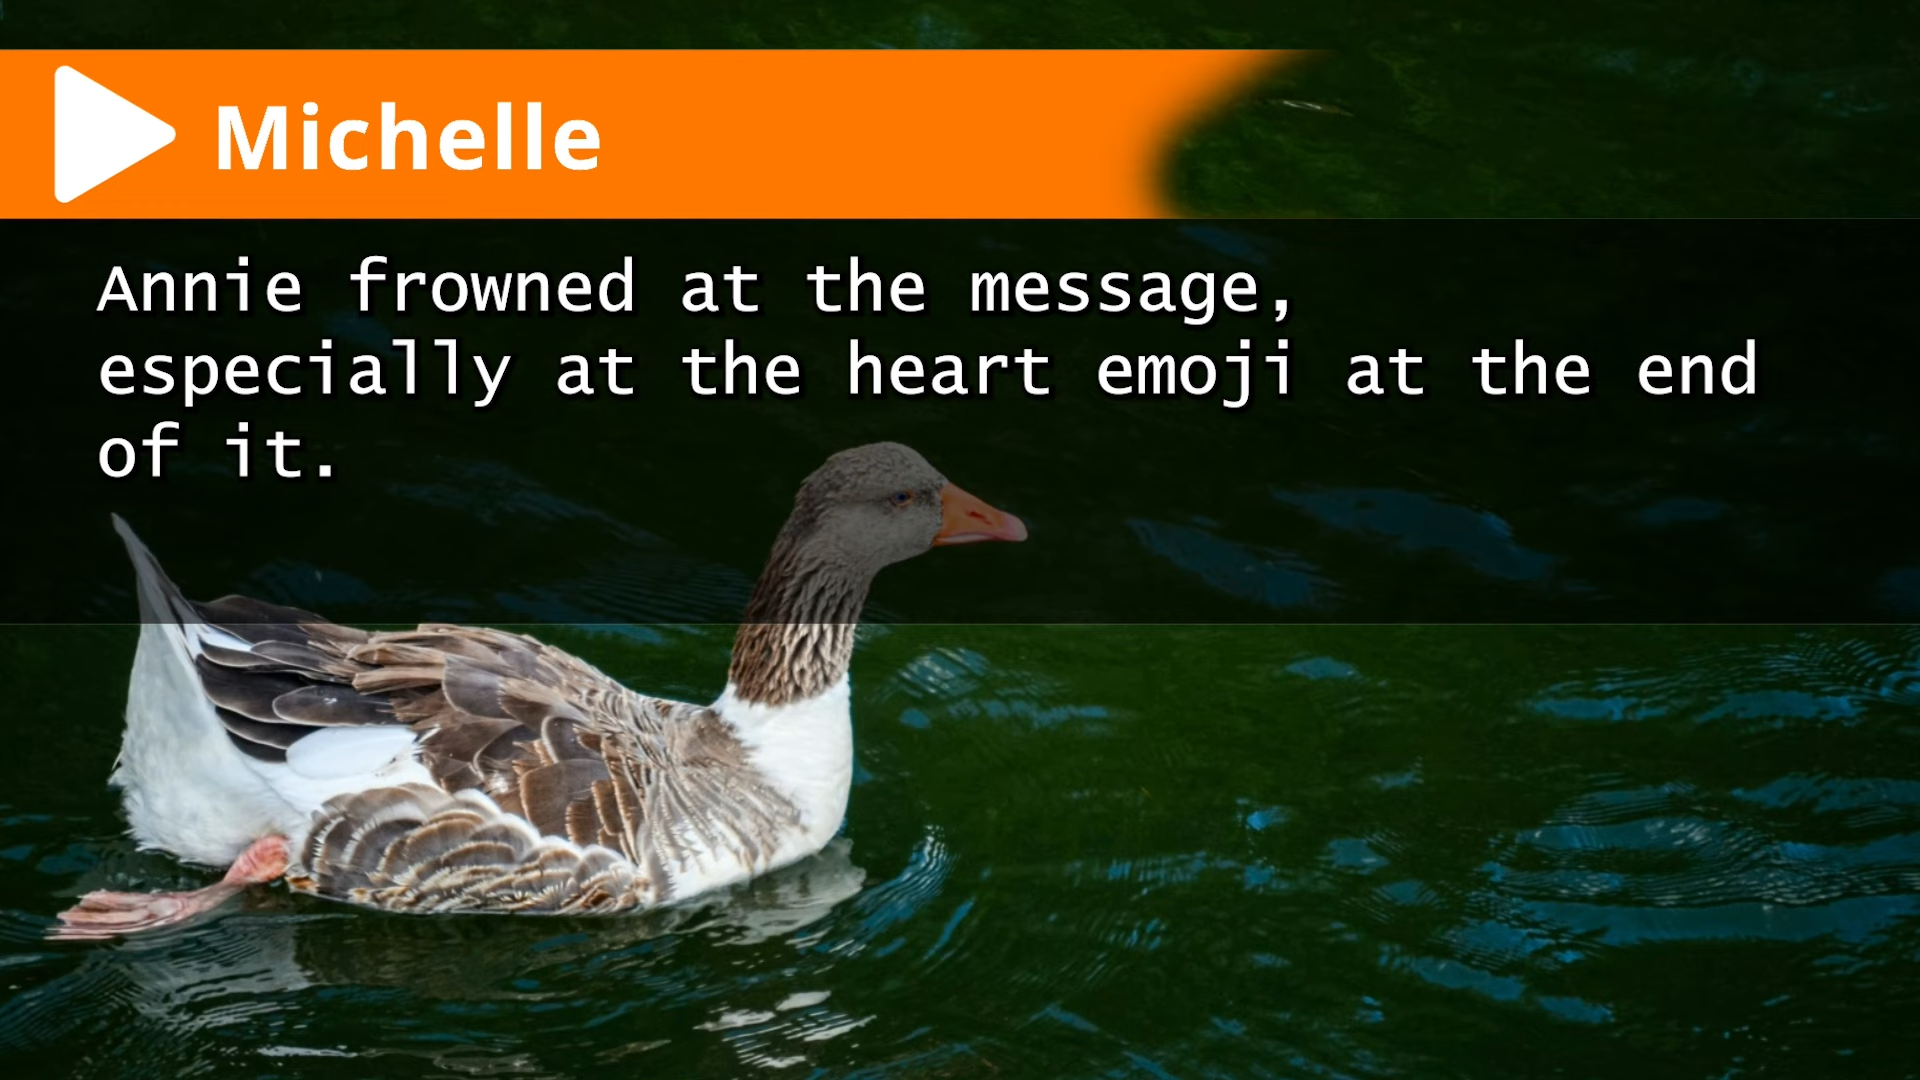 Michelle
Annie frowned at the message,
especially at the heart emoji at the end
of it.